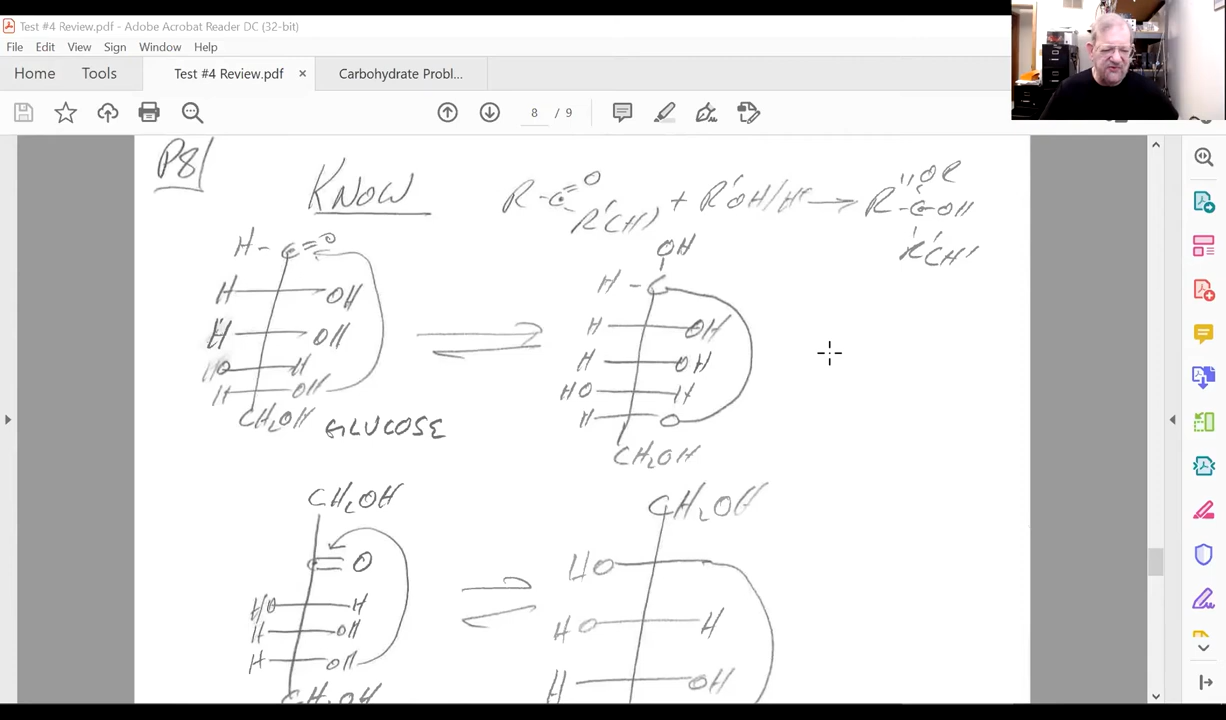 Test #4 Review.pdf - Adobe Acrobat Reader DC (32-bit)
File Edit View Sign Window Help
Home Tools Test #4 Review.pdf × Carbohydrate Probl...
8 / 9
P8
KNOW
R-C=O R'(H) + R'OH/H+ → R-C-OH
OR
R'(H)
H-C=O
H OH
H OH
HO H
H OH
CH2OH GLUCOSE
OH
H-C
H OH
H OH
HO H
H O
CH2OH
CH2OH
C=O
HO H
H OH
H OH
CH2OH
CH2OH
HO
HO H
H OH